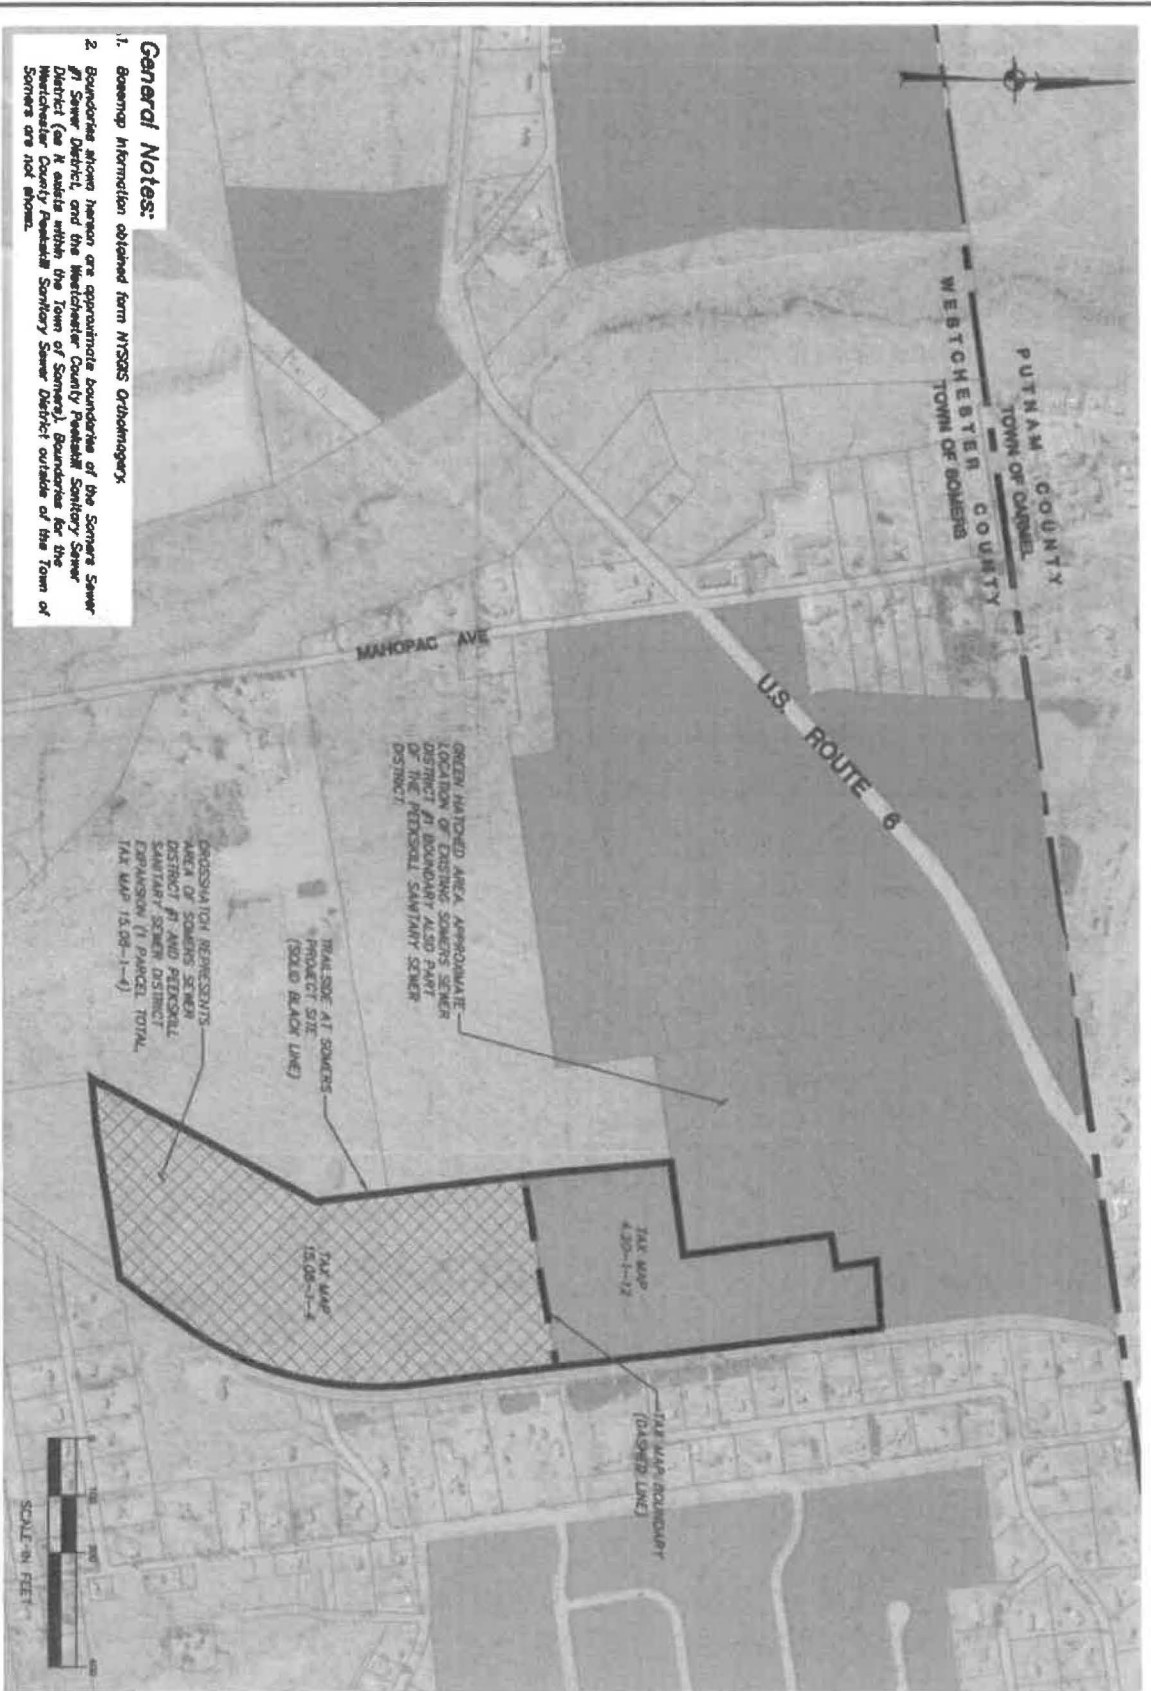 General Notes:
1. Basemap information obtained form NYSGIS Orthoimagery.
2. Boundaries shown hereon are approximate boundaries of the Somers Sewer
#1 Sewer District, and the Westchester County Peekskill Sanitary Sewer
District (as it exists within the Town of Somers). Boundaries for the
Westchester County Peekskill Sanitary Sewer District outside of the Town of
Somers are not shown.
PUTNAM COUNTY
TOWN OF CARMEL
WESTCHESTER COUNTY
TOWN OF SOMERS
U.S. ROUTE 6
MAHOPAC AVE
GREEN HATCHED AREA APPROXIMATE
LOCATION OF EXISTING SOMERS SEWER
DISTRICT #1 BOUNDARY ALSO PART
OF THE PEEKSKILL SANITARY SEWER
DISTRICT.
TRAILSIDE AT SOMERS
PROJECT SITE
(SOLID BLACK LINE)
CROSSHATCH REPRESENTS
AREA OF SOMERS SEWER
DISTRICT #1 AND PEEKSKILL
SANITARY SEWER DISTRICT
EXPANSION (1 PARCEL TOTAL,
TAX MAP 15.08-1-4)
TAX MAP
4.20-1-12
TAX MAP
15.08-1-4
TAX MAP BOUNDARY
(DASHED LINE)
0 100 200 400
SCALE IN FEET